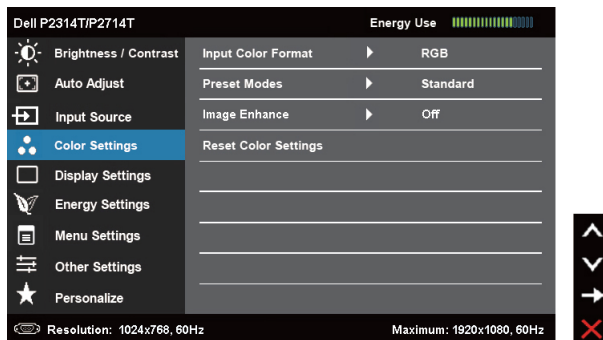 Dell P2314T/P2714T Energy Use
Brightness / Contrast
Auto Adjust
Input Source
Color Settings
Display Settings
Energy Settings
Menu Settings
Other Settings
Personalize
Input Color Format RGB
Preset Modes Standard
Image Enhance Off
Reset Color Settings
Resolution: 1024x768, 60Hz Maximum: 1920x1080, 60Hz